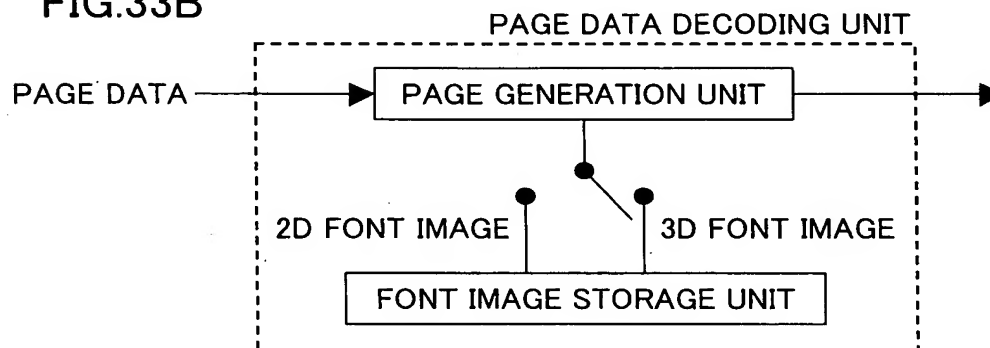 FIG.33B
PAGE DATA DECODING UNIT
PAGE DATA
PAGE GENERATION UNIT
2D FONT IMAGE
3D FONT IMAGE
FONT IMAGE STORAGE UNIT